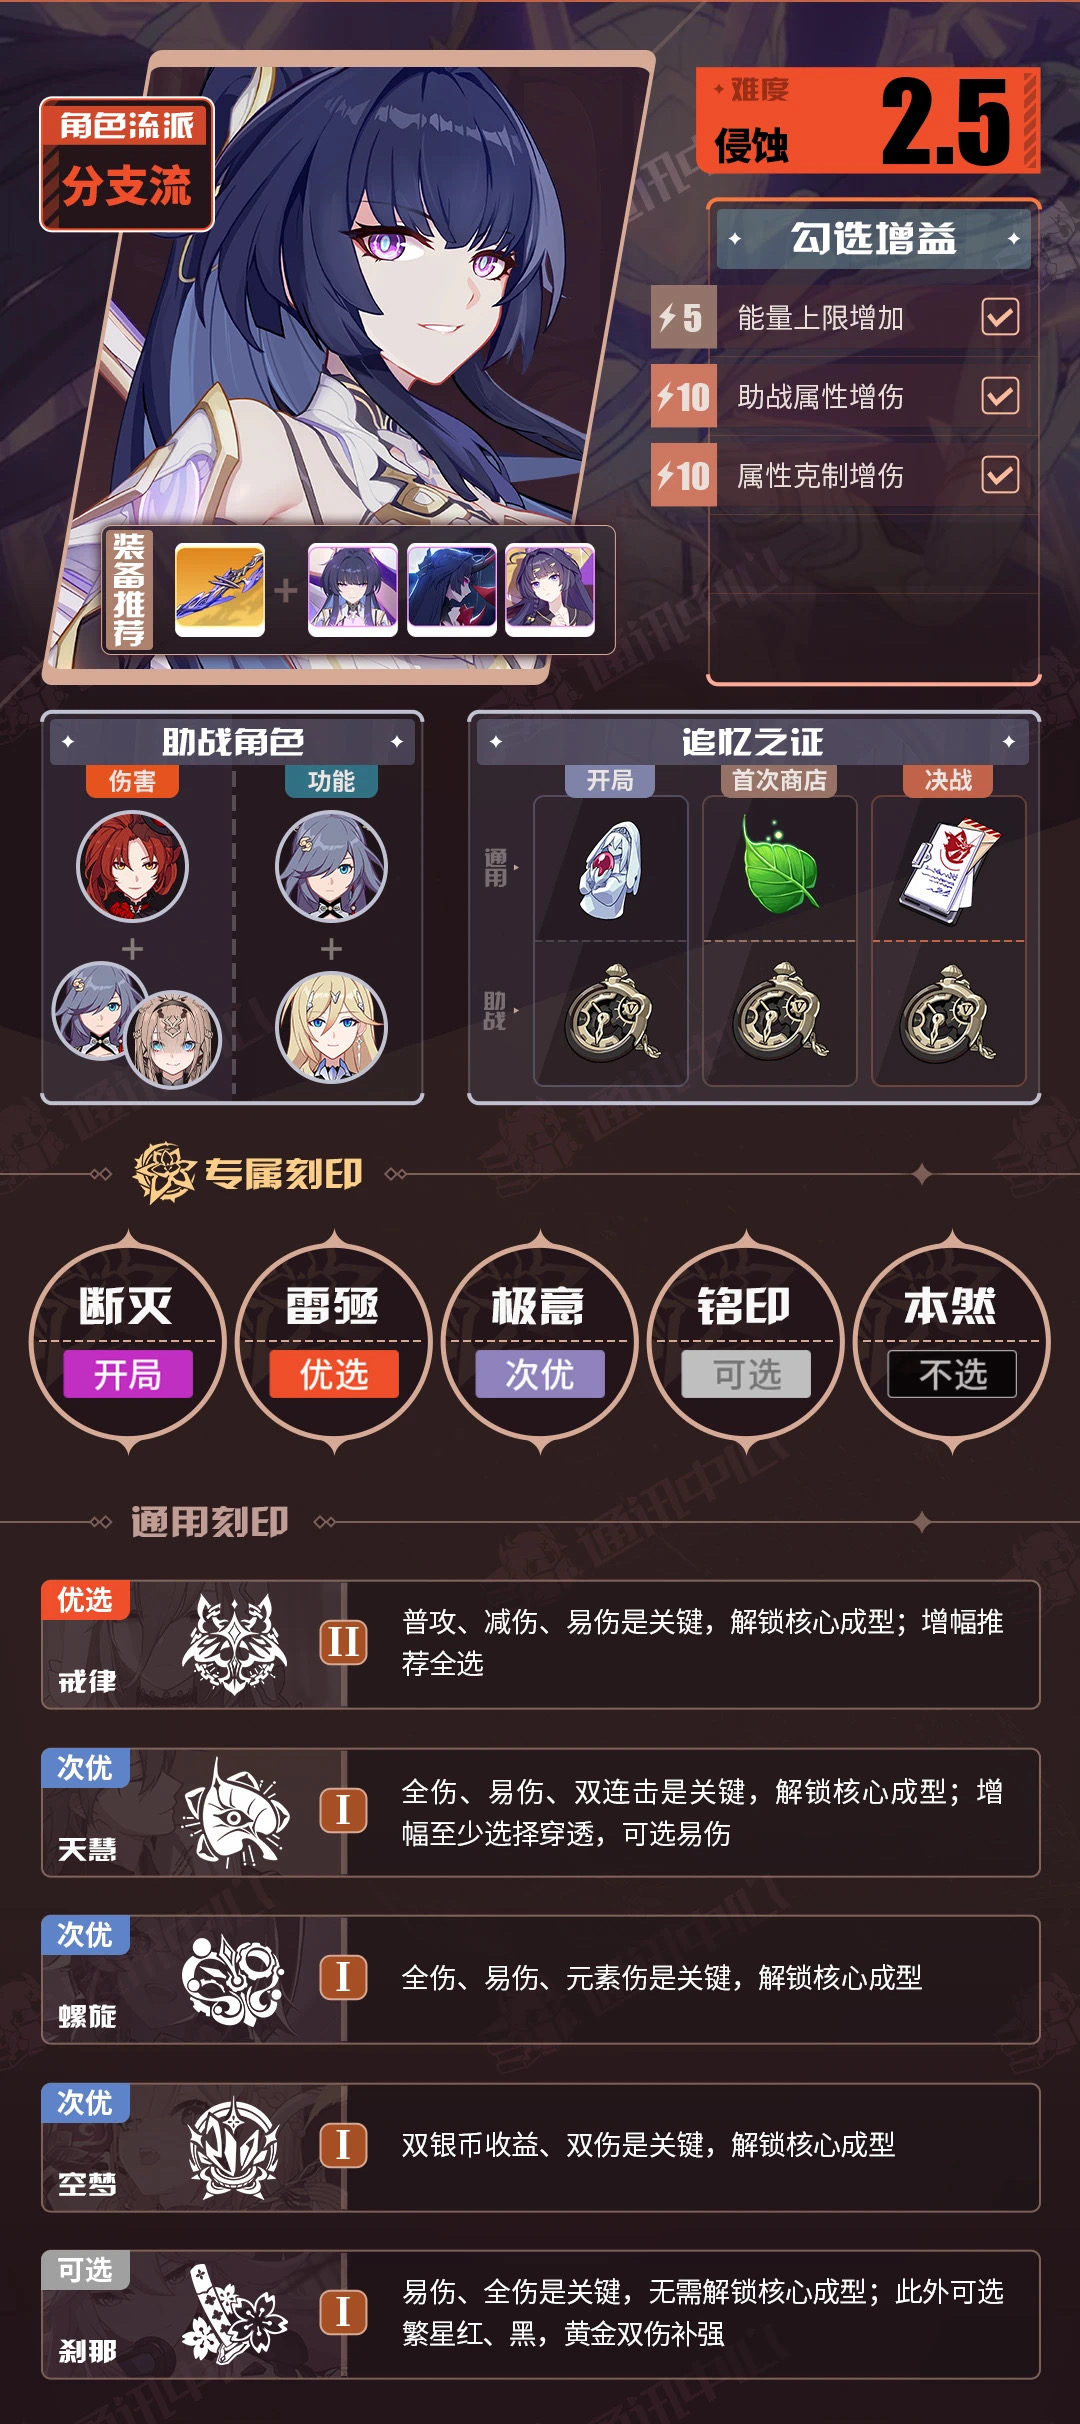 角色流派
分支流
难度
侵蚀
2.5
勾选增益
5
能量上限增加
10
助战属性增伤
10
属性克制增伤
装备推荐
助战角色
伤害
功能
追忆之证
开局
首次商店
决战
通用
助战
专属刻印
断灭
开局
雷殛
优选
极意
次优
铭印
可选
本然
不选
通用刻印
优选
戒律
II
普攻、减伤、易伤是关键，解锁核心成型；增幅推
荐全选
次优
天慧
I
全伤、易伤、双连击是关键，解锁核心成型；增
幅至少选择穿透，可选易伤
次优
螺旋
I
全伤、易伤、元素伤是关键，解锁核心成型
次优
空梦
I
双银币收益、双伤是关键，解锁核心成型
可选
刹那
I
易伤、全伤是关键，无需解锁核心成型；此外可选
繁星红、黑，黄金双伤补强